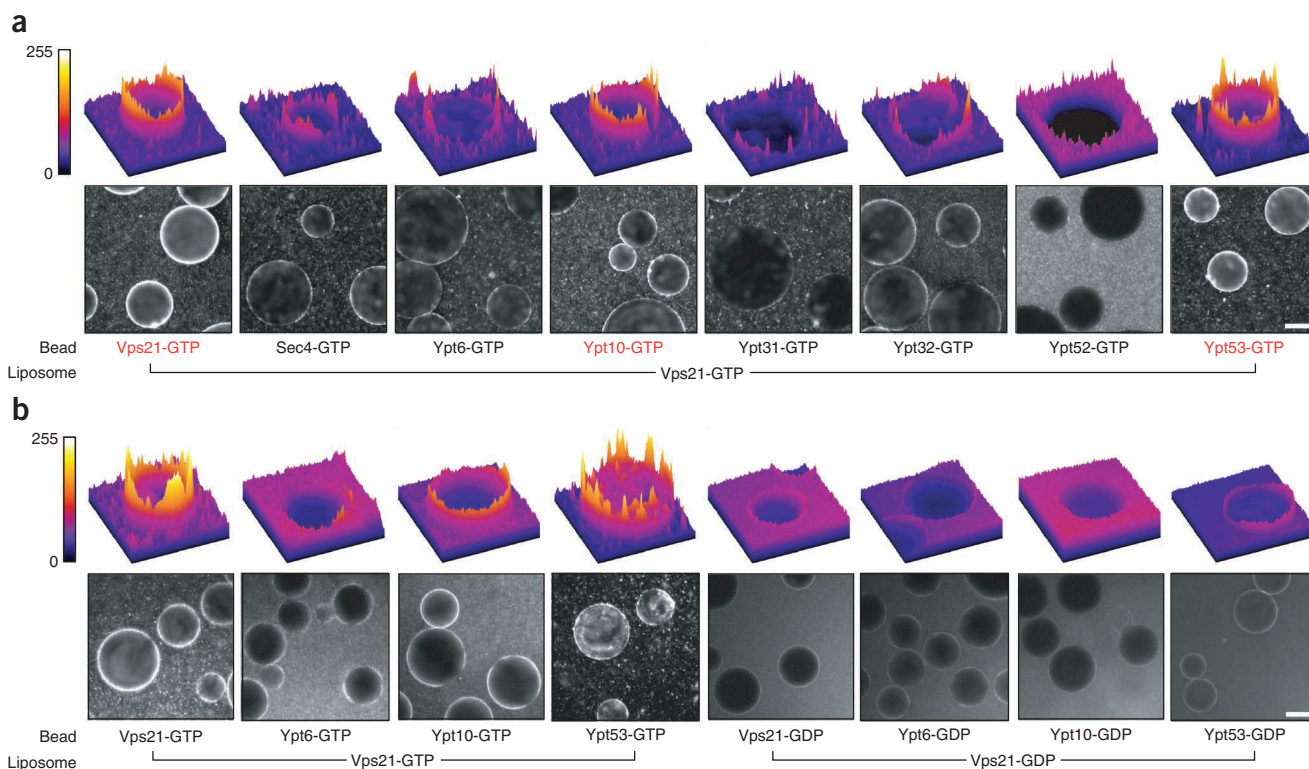 a
255
0
Bead Vps21-GTP Sec4-GTP Ypt6-GTP Ypt10-GTP Ypt31-GTP Ypt32-GTP Ypt52-GTP Ypt53-GTP
Liposome Vps21-GTP
b
255
0
Bead Vps21-GTP Ypt6-GTP Ypt10-GTP Ypt53-GTP Vps21-GDP Ypt6-GDP Ypt10-GDP Ypt53-GDP
Liposome Vps21-GTP Vps21-GDP